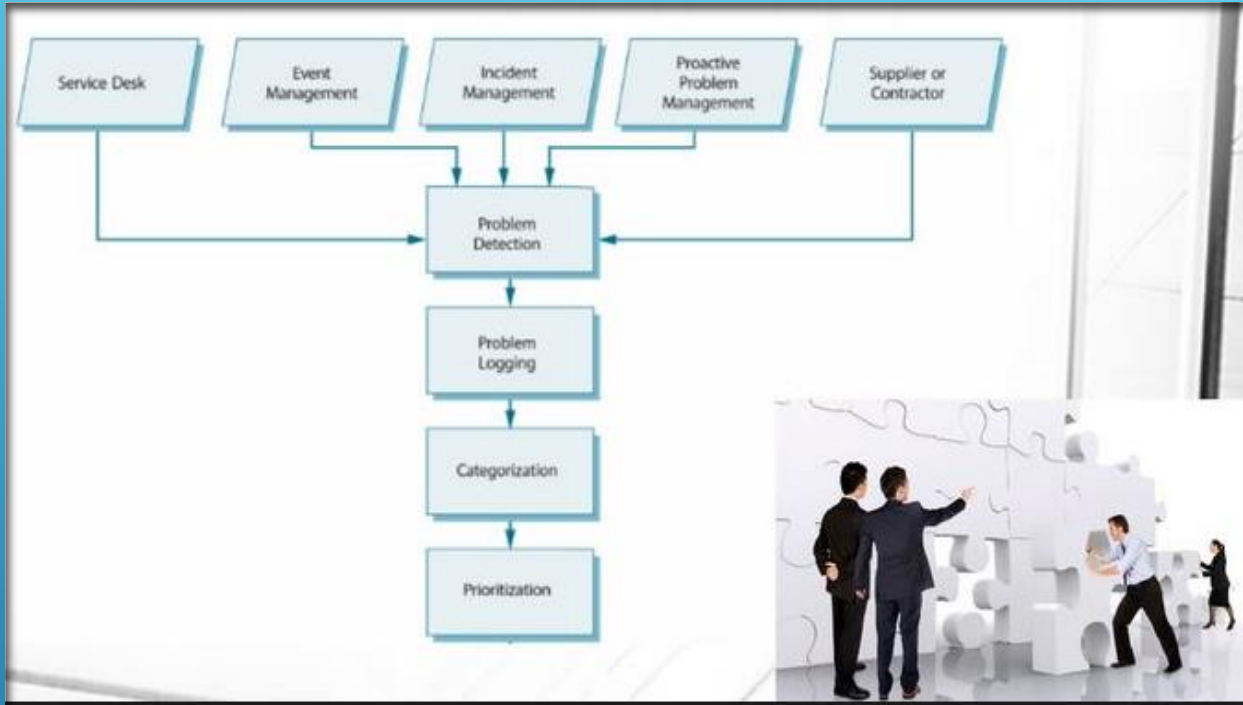 Service Desk
Event
Management
Incident
Management
Proactive
Problem
Management
Supplier or
Contractor
Problem
Detection
Problem
Logging
Categorization
Prioritization